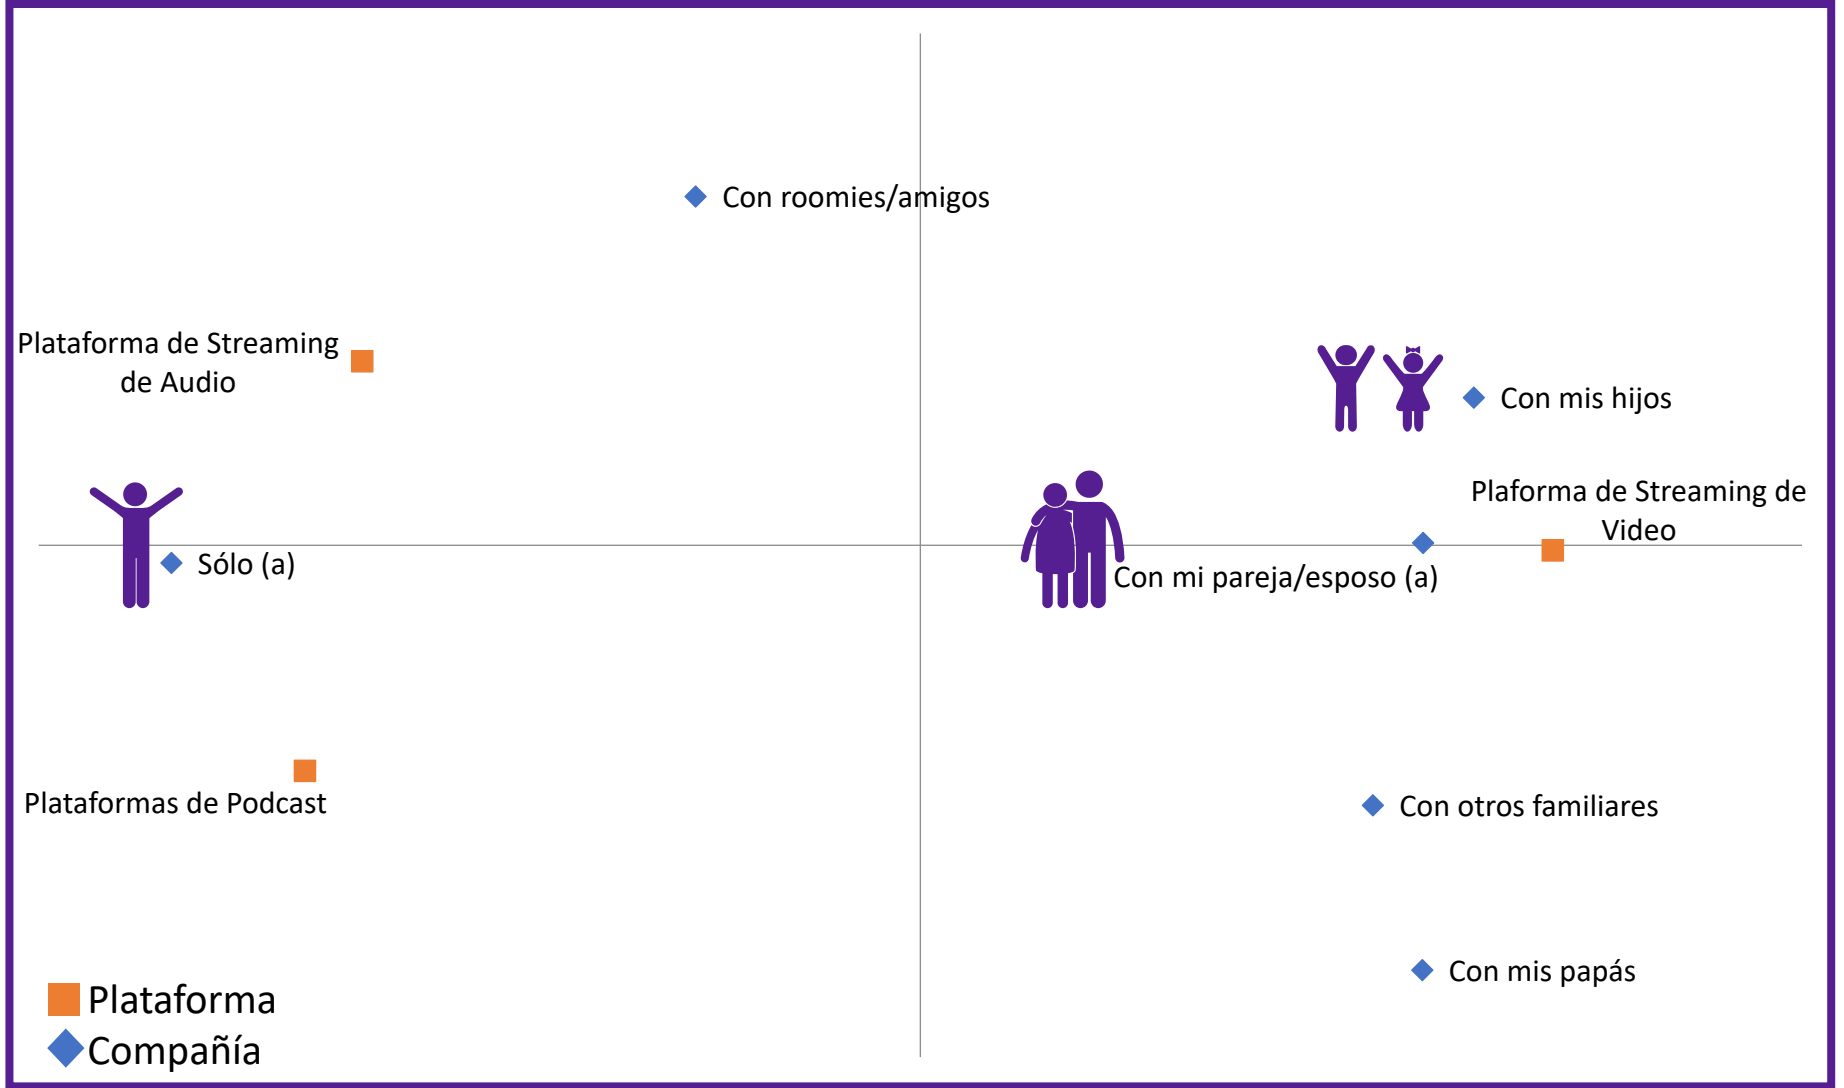 Con roomies/amigos
Plataforma de Streaming
de Audio
Con mis hijos
Plaforma de Streaming de
Video
Sólo (a)
Con mi pareja/esposo (a)
Plataformas de Podcast
Con otros familiares
Con mis papás
Plataforma
Compañía